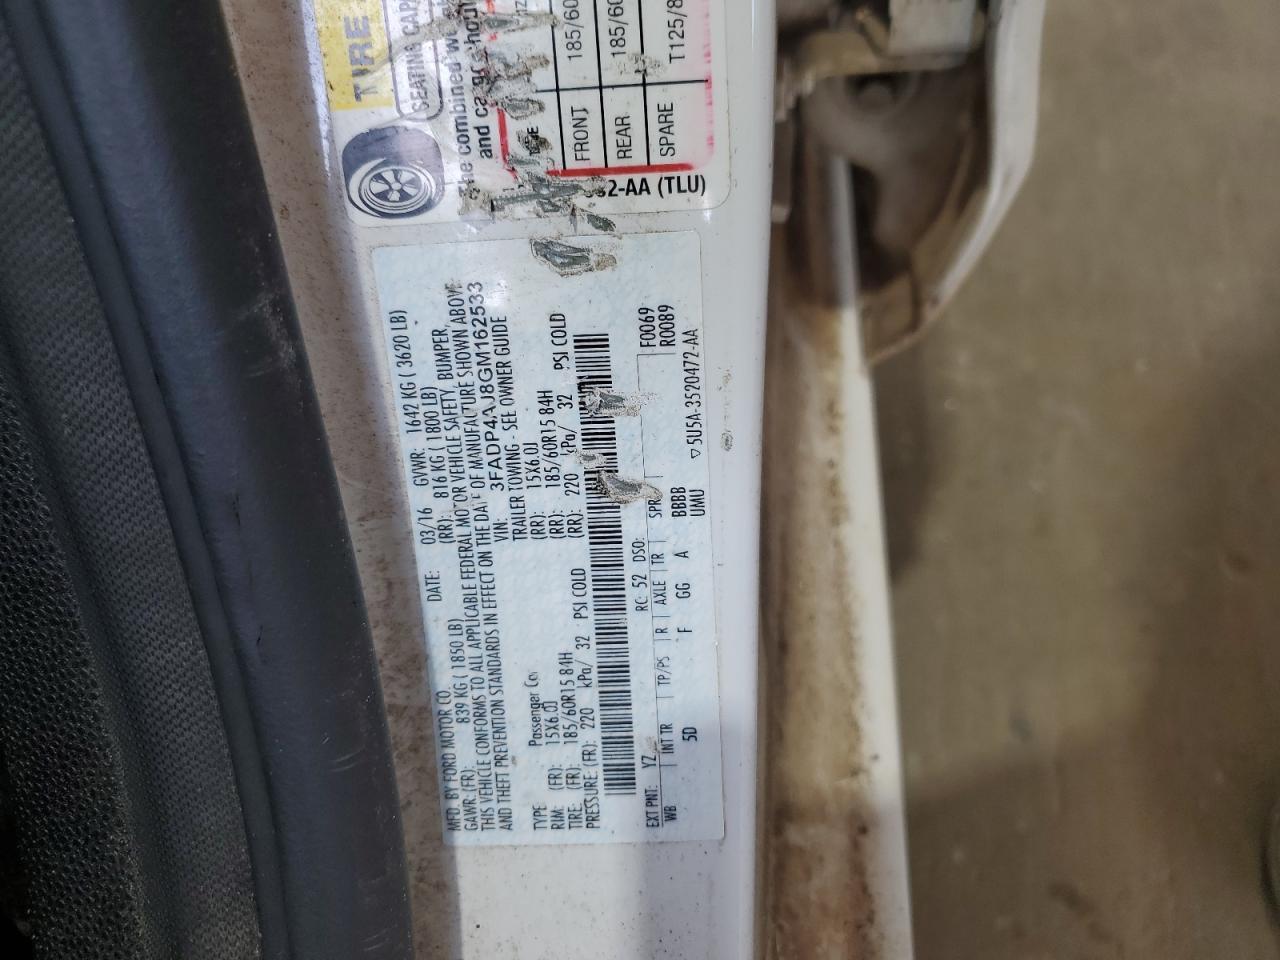 TIRE
SEATING CAP
The combined we
and ca
FRONT 185/60
REAR 185/60
SPARE T125/8
2-AA (TLU)
MFD. BY FORD MOTOR CO. DATE: 03/16 GVWR: 1642 KG ( 3620 LB)
GAWR: (FR): 839 KG ( 1850 LB) (RR): 816 KG ( 1800 LB)
THIS VEHICLE CONFORMS TO ALL APPLICABLE FEDERAL MOTOR VEHICLE SAFETY, BUMPER,
AND THEFT PREVENTION STANDARDS IN EFFECT ON THE DATE OF MANUFACTURE SHOWN ABOVE
VIN: 3FADP4AJ8GM162533
TYPE Passenger Car TRAILER TOWING - SEE OWNER GUIDE
RIM: (FR): 15X6.0J (RR): 15X6.0J
TIRE: (FR): 185/60R15 84H (RR): 185/60R15 84H
PRESSURE: (FR): 220 kPa/ 32 PSI COLD (RR): 220 kPa/ 32 PSI COLD
EXT PNT: YZ RC: 52 DSO: F0069
WB INT TR TP/PS R AXLE TR SPR R0089
5D F GG A BBBB
UMU
5U5A-3520472-AA